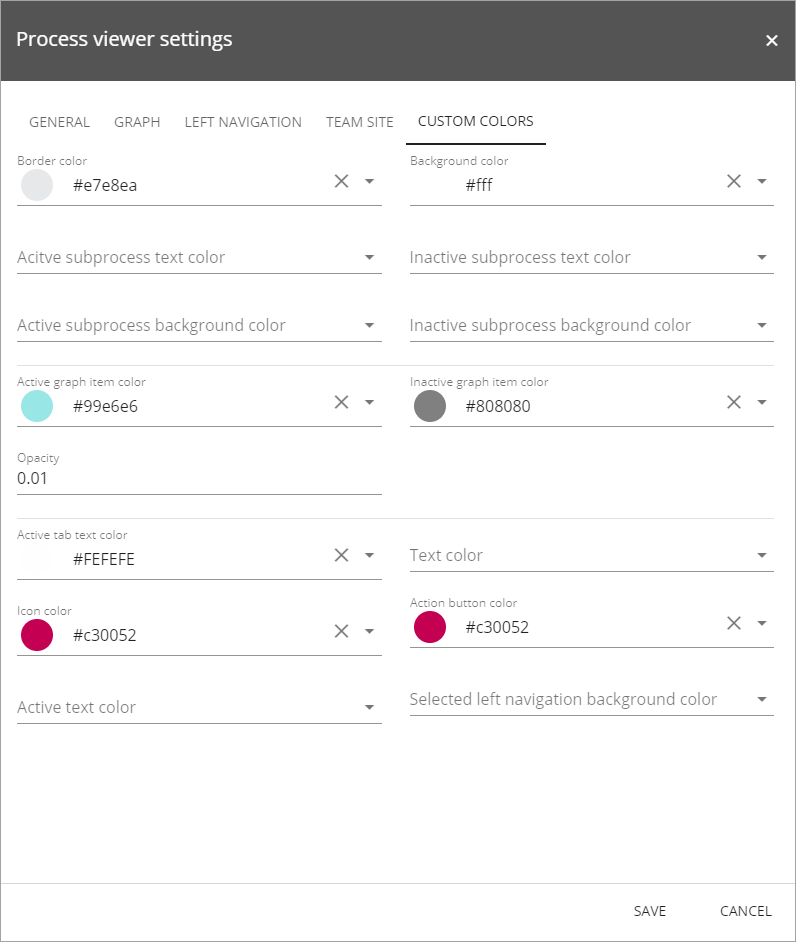 Process viewer settings
GENERAL GRAPH LEFT NAVIGATION TEAM SITE CUSTOM COLORS
Border color
#e7e8ea
Background color
#fff
Acitve subprocess text color
Inactive subprocess text color
Active subprocess background color
Inactive subprocess background color
Active graph item color
#99e6e6
Inactive graph item color
#808080
Opacity
0.01
Active tab text color
#FEFEFE
Text color
Icon color
#c30052
Action button color
#c30052
Active text color
Selected left navigation background color
SAVE CANCEL